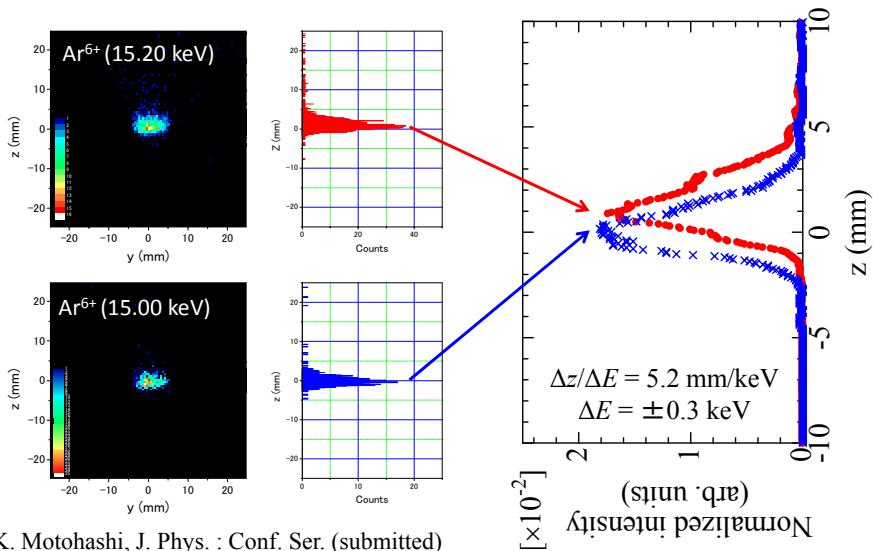 Ar6+ (15.20 keV)
z (mm)
20
10
0
-10
-20
-20 -10 0 10 20
y (mm)
z (mm)
20
10
0
-10
-20
0 20 40
Counts
Ar6+ (15.00 keV)
z (mm)
20
10
0
-10
-20
-20 -10 0 10 20
y (mm)
z (mm)
20
10
0
-10
-20
0 10 20
Counts
10
5
0
-5
-10
z (mm)
Δz/ΔE = 5.2 mm/keV
ΔE = ±0.3 keV
2 1 0
[×10-2]
Normalized intensity
(arb. units)
K. Motohashi, J. Phys. : Conf. Ser. (submitted)